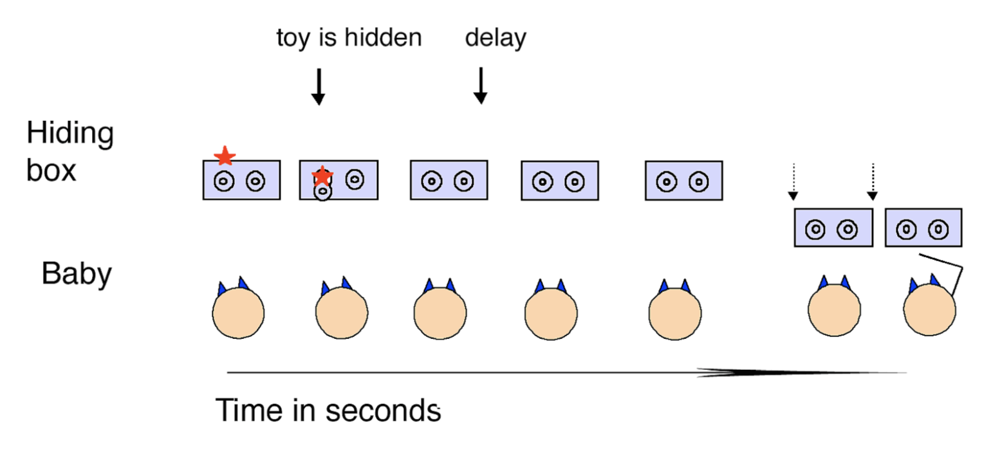 toy is hidden
delay
Hiding
box
Baby
Time in seconds